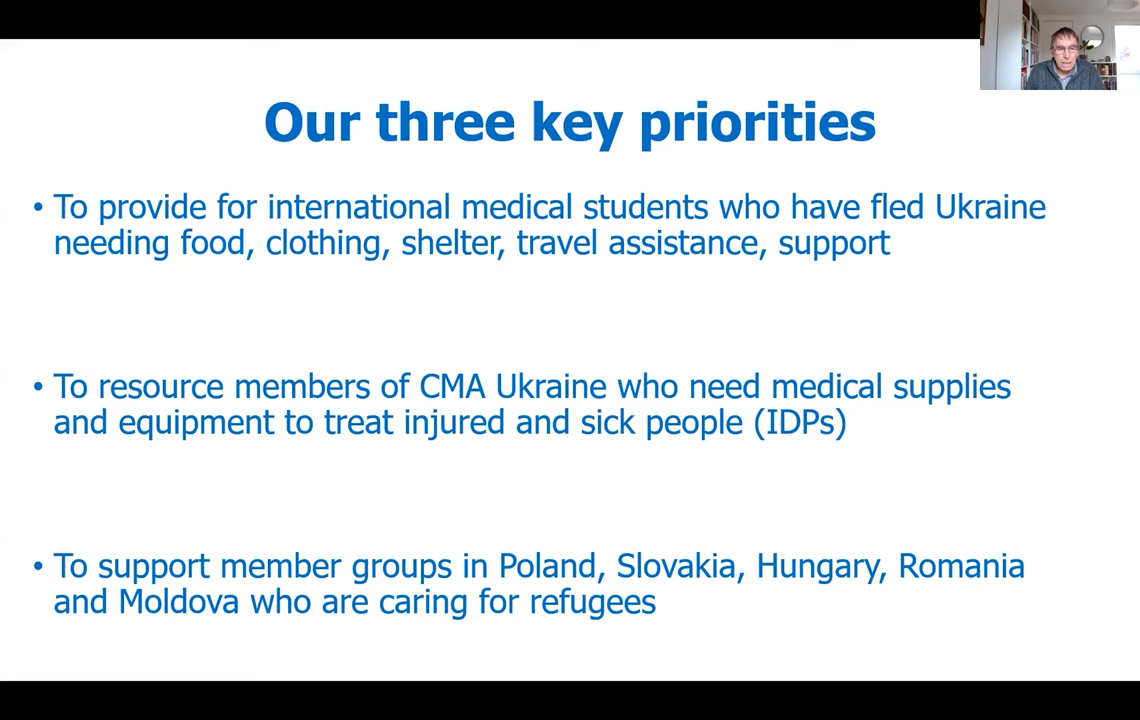 Our three key priorities
• To provide for international medical students who have fled Ukraine
needing food, clothing, shelter, travel assistance, support
• To resource members of CMA Ukraine who need medical supplies
and equipment to treat injured and sick people (IDPs)
• To support member groups in Poland, Slovakia, Hungary, Romania
and Moldova who are caring for refugees